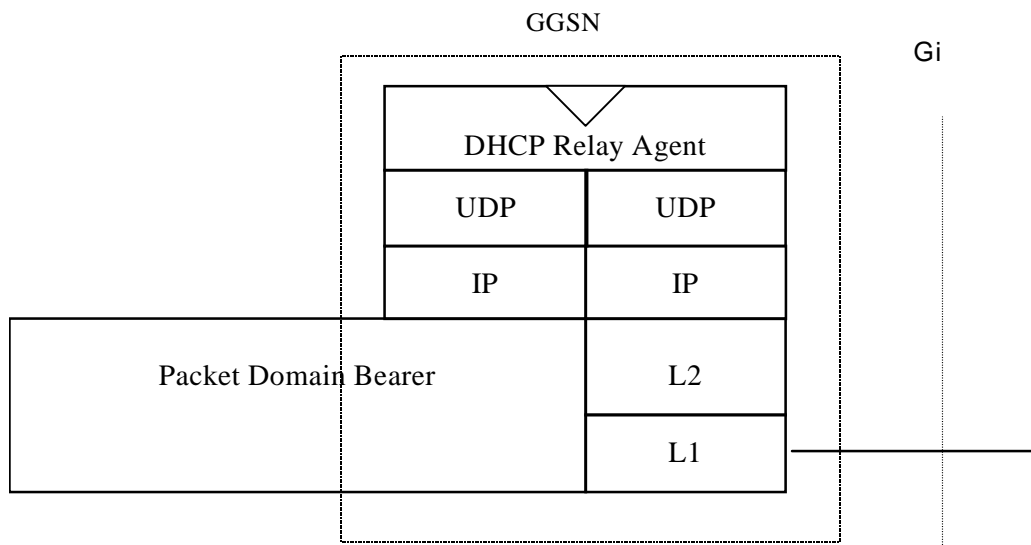 GGSN
Gi
DHCP Relay Agent
UDP UDP
IP IP
Packet Domain Bearer L2
L1